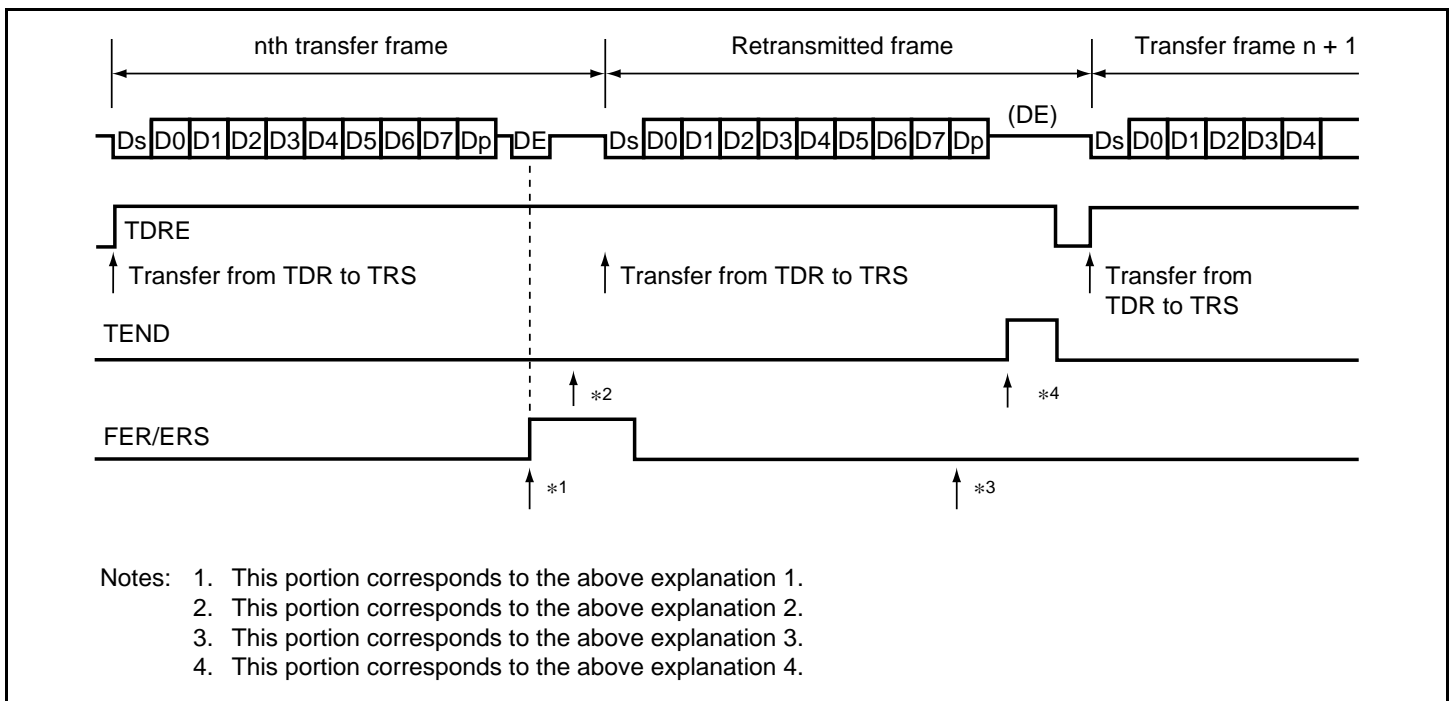 nth transfer frame Retransmitted frame Transfer frame n + 1
(DE)
Ds D0 D1 D2 D3 D4 D5 D6 D7 Dp DE Ds D0 D1 D2 D3 D4 D5 D6 D7 Dp Ds D0 D1 D2 D3 D4
TDRE
Transfer from TDR to TRS Transfer from TDR to TRS Transfer from
TDR to TRS
TEND
*2 *4
FER/ERS
*1 *3
Notes: 1. This portion corresponds to the above explanation 1.
2. This portion corresponds to the above explanation 2.
3. This portion corresponds to the above explanation 3.
4. This portion corresponds to the above explanation 4.